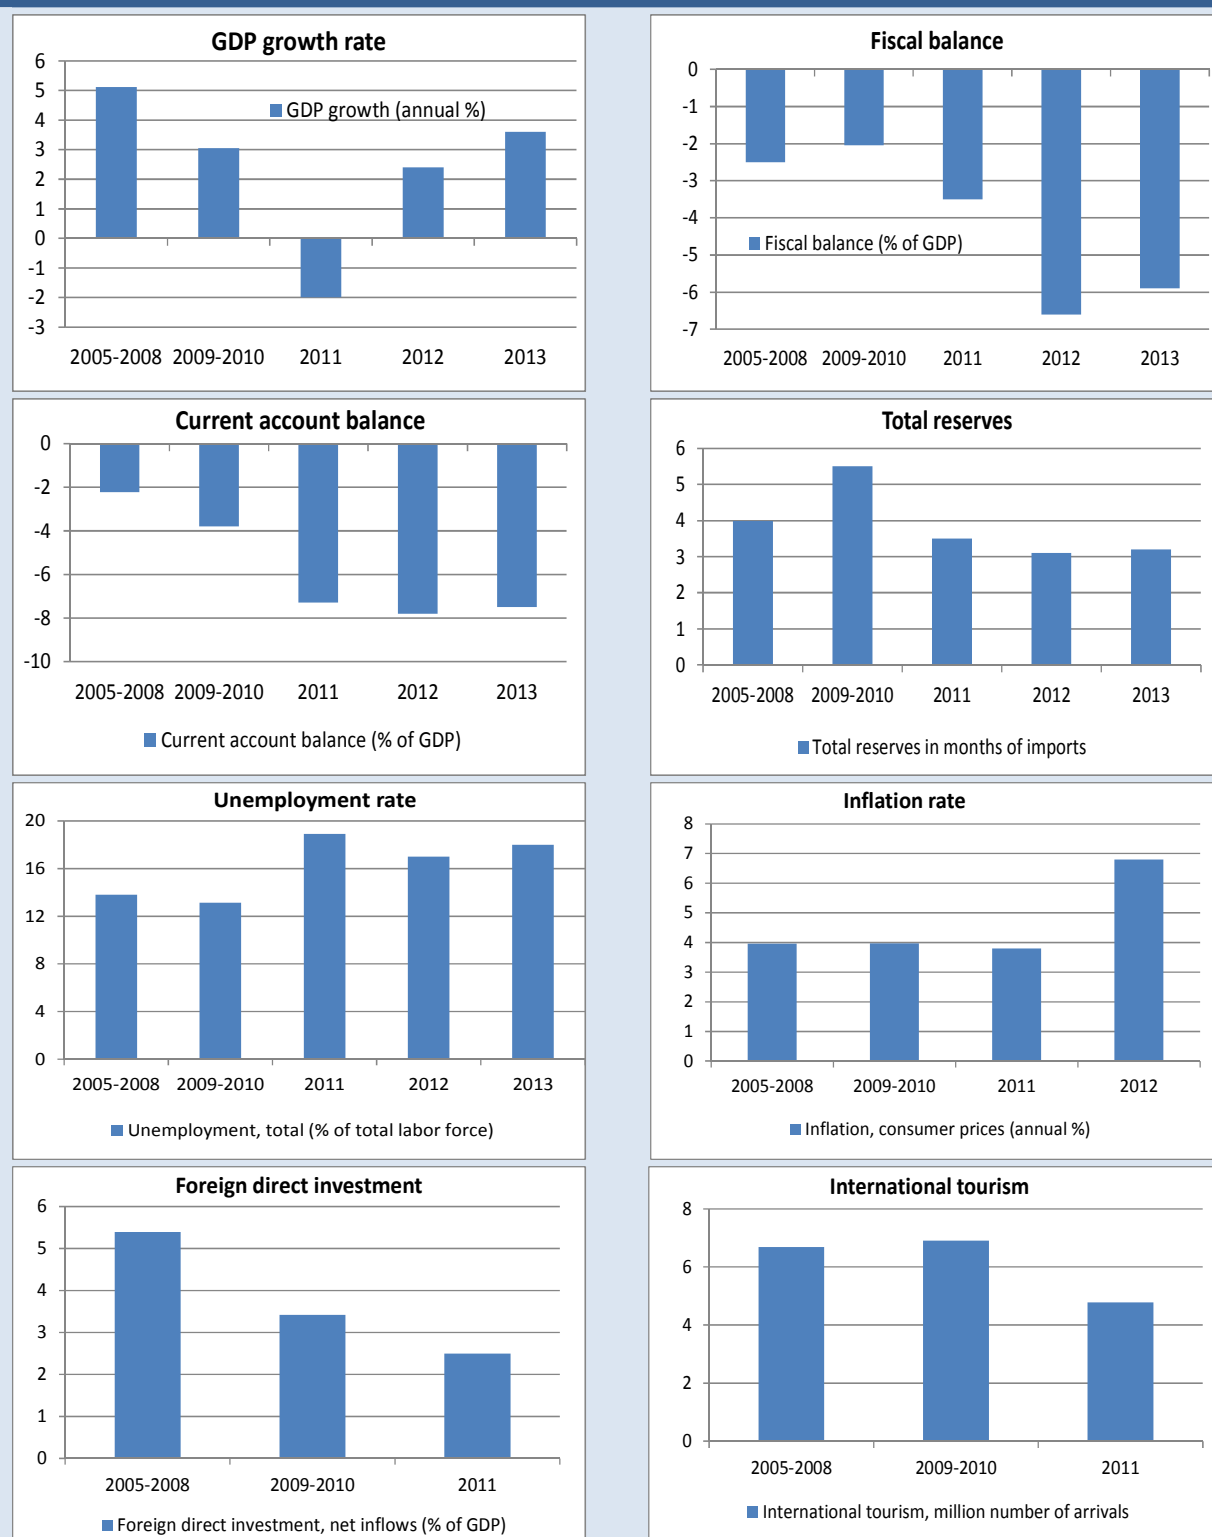 GDP growth rate
6
5
4
3
2
1
0
-1
-2
-3
GDP growth (annual %)
2005-2008 2009-2010 2011 2012 2013
Fiscal balance
0
-1
-2
-3
-4
-5
-6
-7
Fiscal balance (% of GDP)
2005-2008 2009-2010 2011 2012 2013
Current account balance
0
-2
-4
-6
-8
-10
2005-2008 2009-2010 2011 2012 2013
Current account balance (% of GDP)
Total reserves
6
5
4
3
2
1
0
2005-2008 2009-2010 2011 2012 2013
Total reserves in months of imports
Unemployment rate
20
16
12
8
4
0
2005-2008 2009-2010 2011 2012 2013
Unemployment, total (% of total labor force)
Inflation rate
8
7
6
5
4
3
2
1
0
2005-2008 2009-2010 2011 2012
Inflation, consumer prices (annual %)
Foreign direct investment
6
5
4
3
2
1
0
2005-2008 2009-2010 2011
Foreign direct investment, net inflows (% of GDP)
International tourism
8
6
4
2
0
2005-2008 2009-2010 2011
International tourism, million number of arrivals